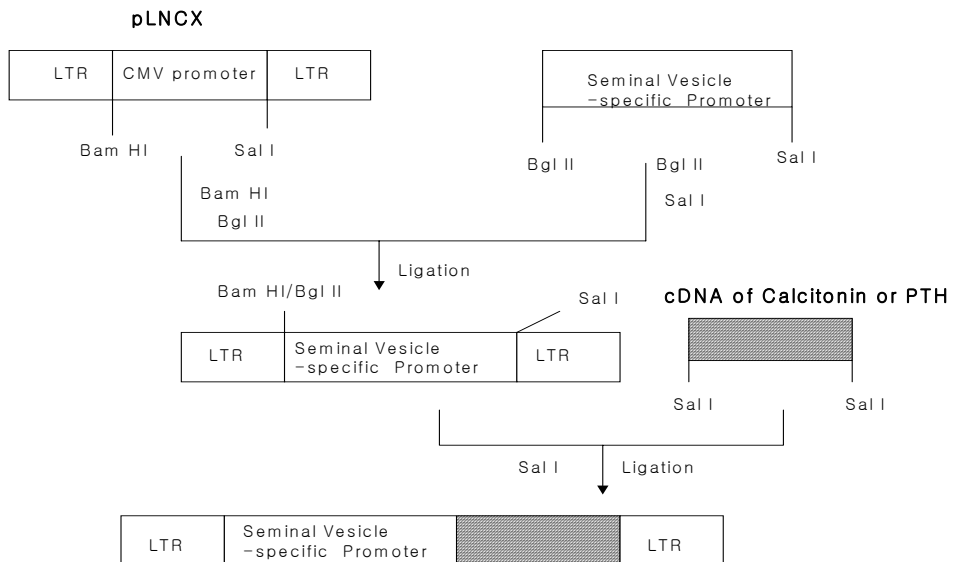 pLNCX
LTR CMV promoter LTR
Seminal Vesicle
-specific Promoter
Bam HI Sal I
Bgl II Bgl II Sal I
Bam HI
Bgl II
Sal I
Ligation
Bam HI/Bgl II
Sal I
cDNA of Calcitonin or PTH
LTR Seminal Vesicle
-specific Promoter LTR
Sal I Sal I
Sal I Ligation
LTR Seminal Vesicle
-specific Promoter LTR